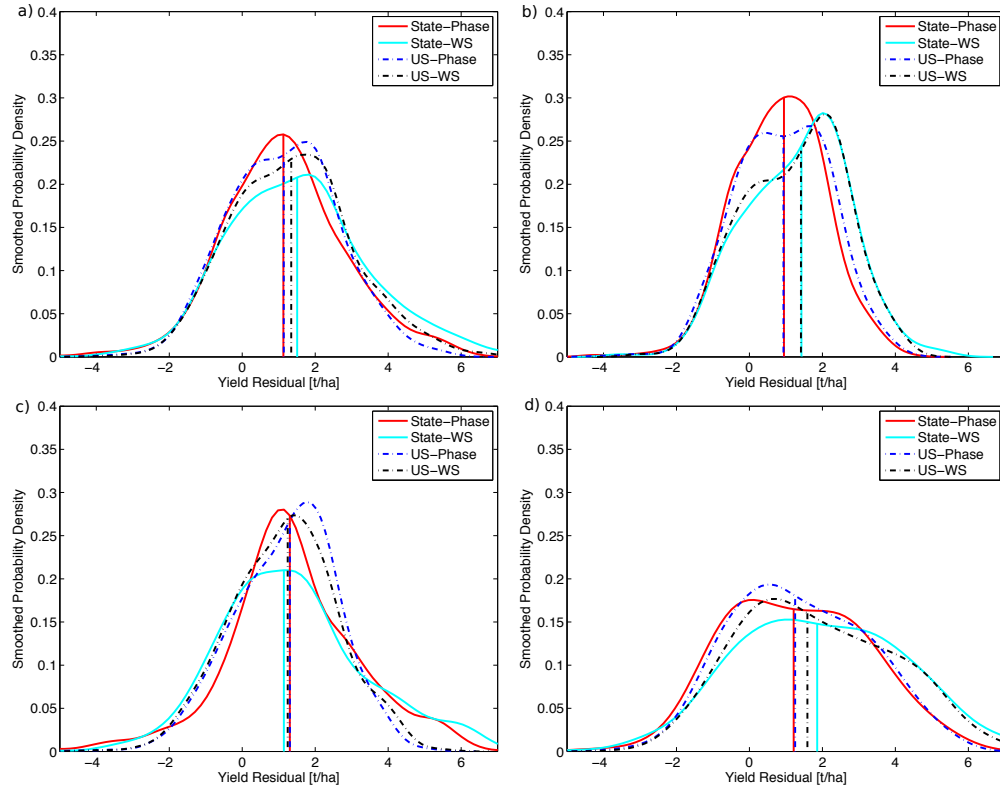 a)
State−Phase
State−WS
US−Phase
US−WS
0.4
0.35
0.3
0.25
0.2
0.15
0.1
0.05
0
Smoothed Probability Density
−4 −2 0 2 4 6
Yield Residual [t/ha]
b)
State−Phase
State−WS
US−Phase
US−WS
0.4
0.35
0.3
0.25
0.2
0.15
0.1
0.05
0
Smoothed Probability Density
−4 −2 0 2 4 6
Yield Residual [t/ha]
c)
State−Phase
State−WS
US−Phase
US−WS
0.4
0.35
0.3
0.25
0.2
0.15
0.1
0.05
0
Smoothed Probability Density
−4 −2 0 2 4 6
Yield Residual [t/ha]
d)
State−Phase
State−WS
US−Phase
US−WS
0.4
0.35
0.3
0.25
0.2
0.15
0.1
0.05
0
Smoothed Probability Density
−4 −2 0 2 4 6
Yield Residual [t/ha]